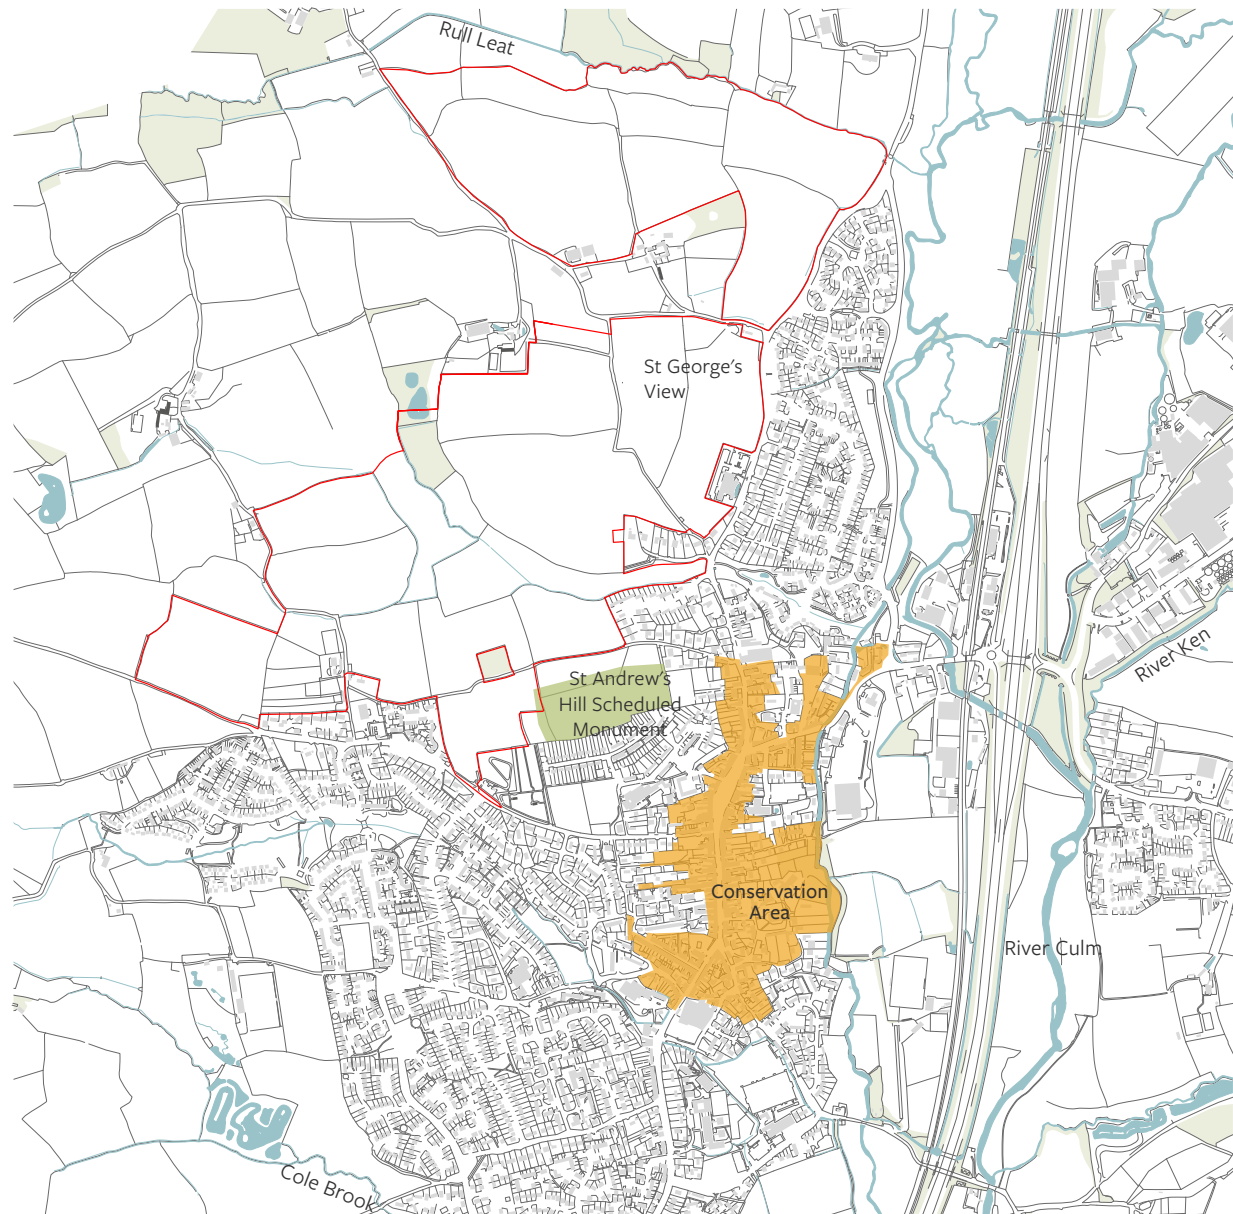 Rull Leat
St George's
View
River Ken
St Andrew's
Hill Scheduled
Monument
Conservation
Area
River Culm
Cole Brook